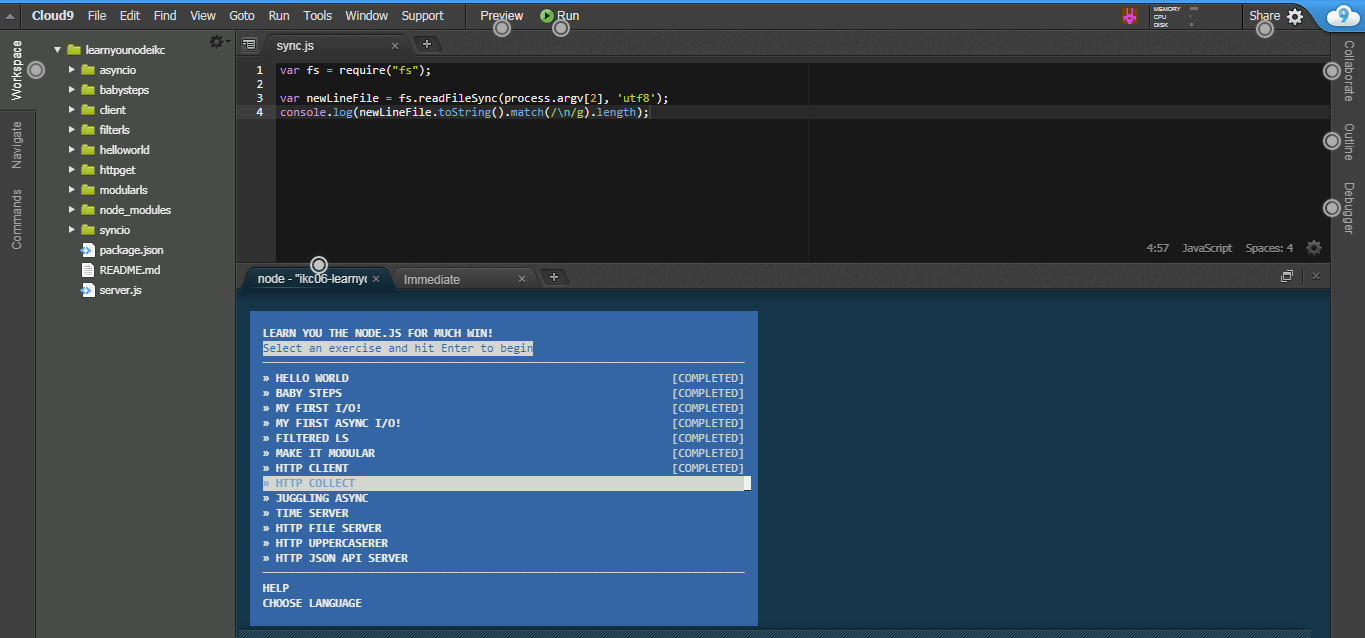 Cloud9 File Edit Find View Goto Run Tools Window Support Preview Run MEMORY CPU DISK Share 9
Workspace
Navigate
Commands
learnyounodeikc
asyncio
babysteps
client
filterls
helloworld
httpget
modularls
node_modules
syncio
package.json
README.md
server.js
sync.js × +
1 var fs = require("fs");
2
3 var newLineFile = fs.readFileSync(process.argv[2], 'utf8');
4 console.log(newLineFile.toString().match(/\n/g).length);
4:57 JavaScript Spaces: 4
node - "ikc06-learnyo × Immediate × +
LEARN YOU THE NODE.JS FOR MUCH WIN!
Select an exercise and hit Enter to begin
» HELLO WORLD [COMPLETED]
» BABY STEPS [COMPLETED]
» MY FIRST I/O! [COMPLETED]
» MY FIRST ASYNC I/O! [COMPLETED]
» FILTERED LS [COMPLETED]
» MAKE IT MODULAR [COMPLETED]
» HTTP CLIENT [COMPLETED]
» HTTP COLLECT
» JUGGLING ASYNC
» TIME SERVER
» HTTP FILE SERVER
» HTTP UPPERCASERER
» HTTP JSON API SERVER
HELP
CHOOSE LANGUAGE
Collaborate
Outline
Debugger